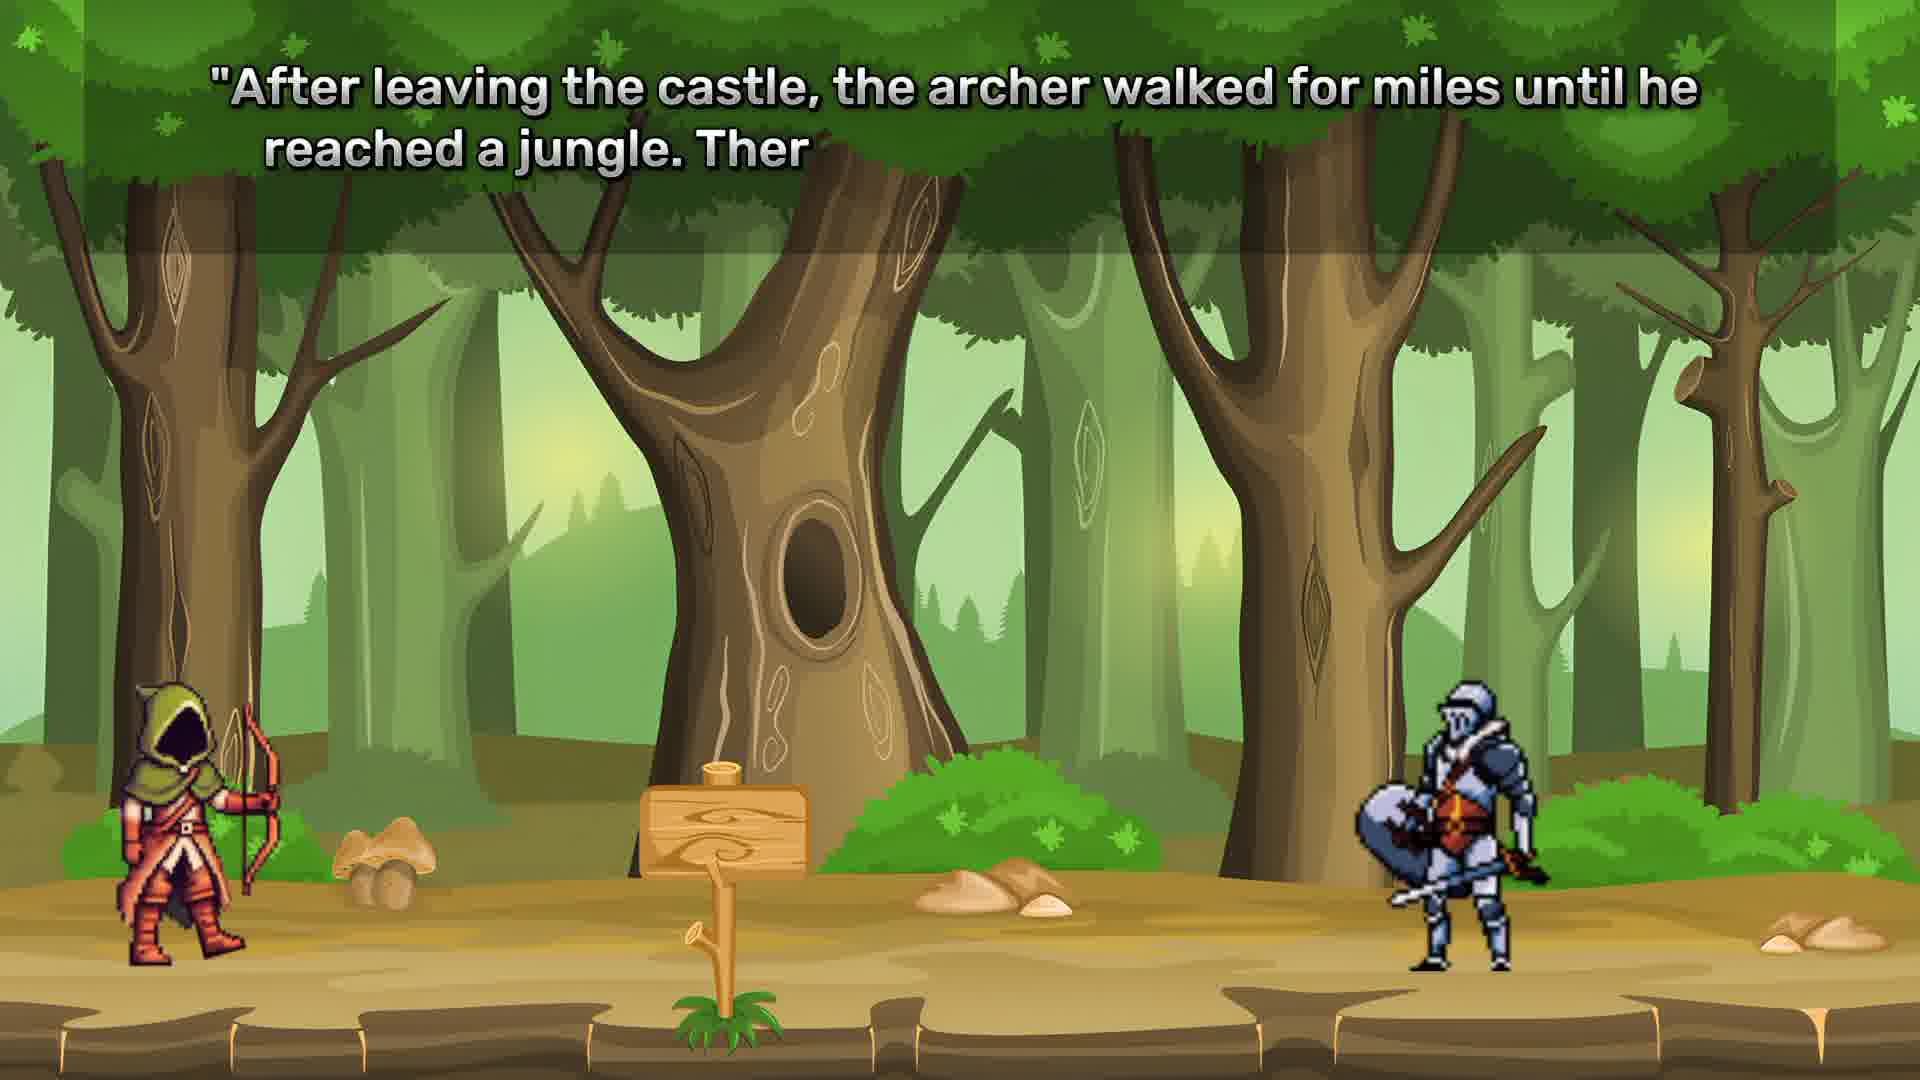 "After leaving the castle, the archer walked for miles until he
reached a jungle. Ther